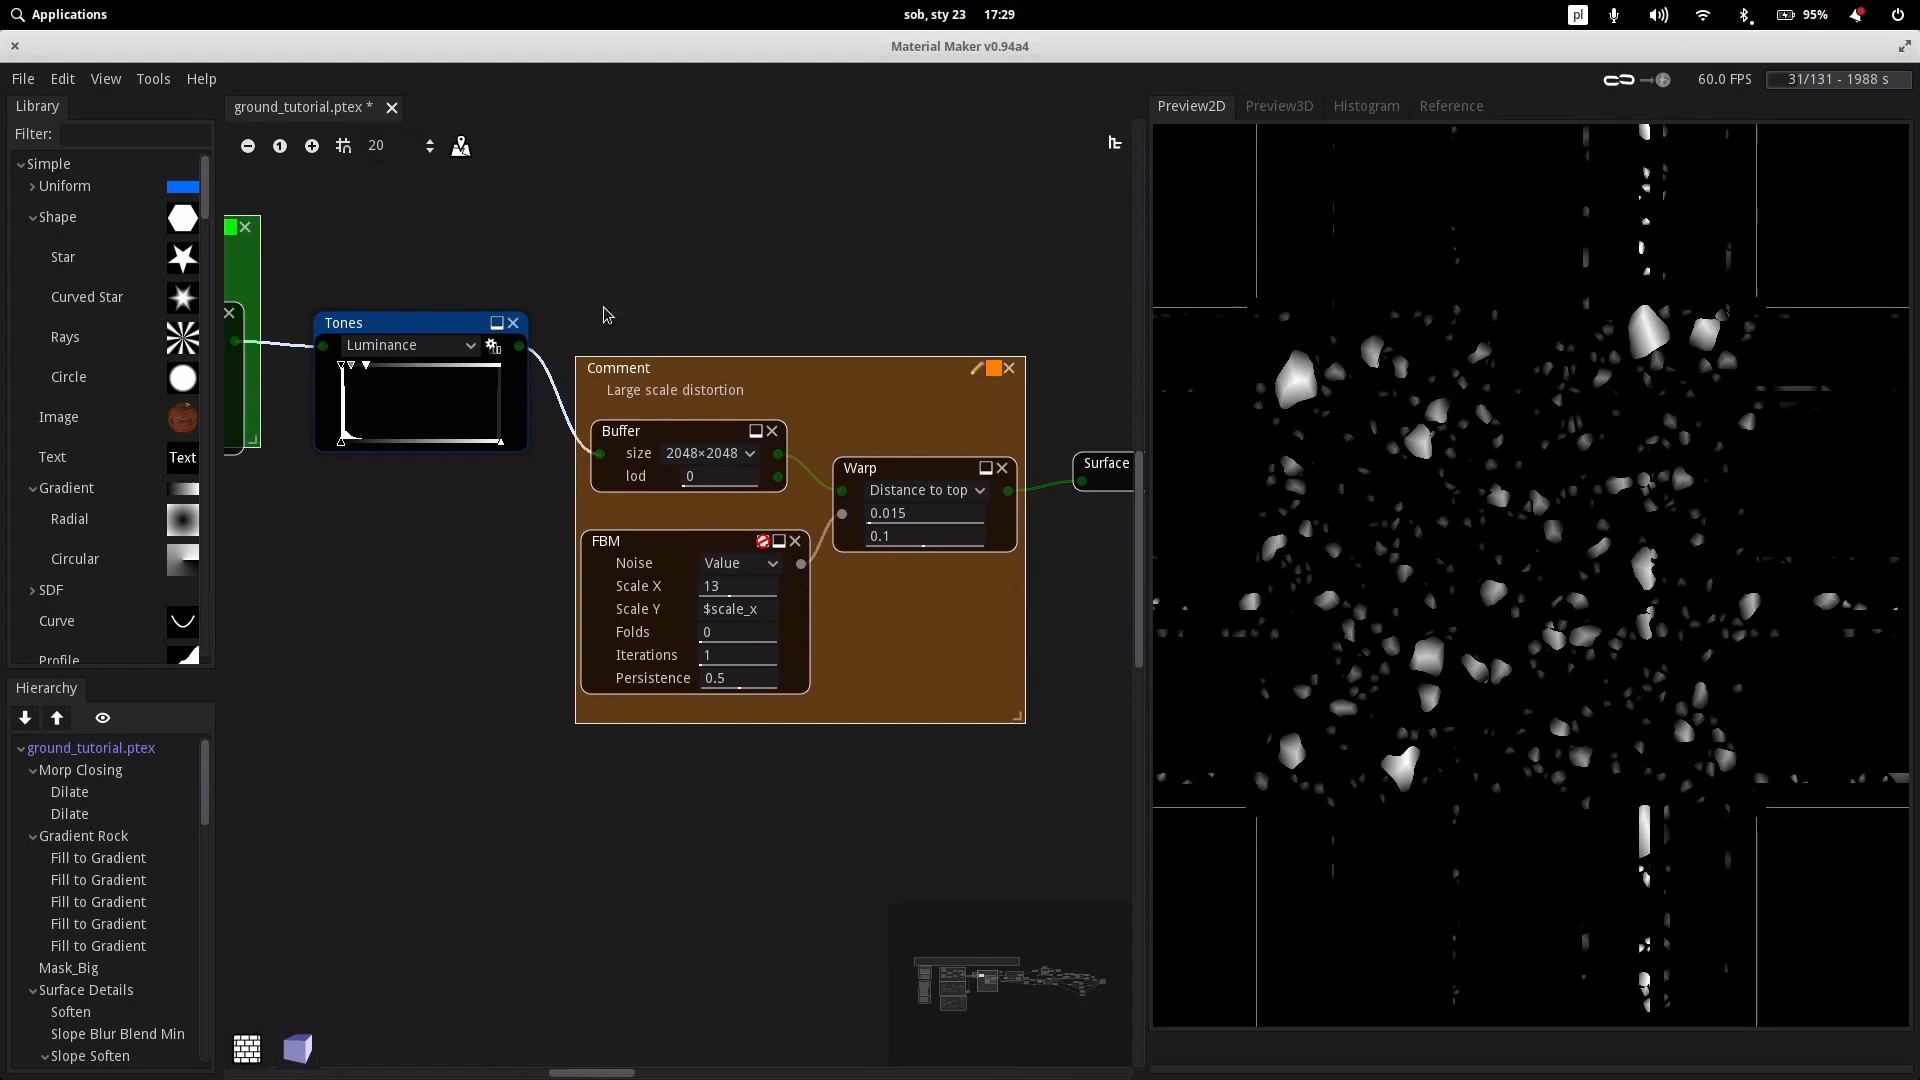 Applications
sob, sty 23 17:29
pl
95%
Material Maker v0.94a4
File Edit View Tools Help
60.0 FPS
31/131 - 1988 s
Library
Filter:
Simple
Uniform
Shape
Star
Curved Star
Rays
Circle
Image
Text
Text
Gradient
Radial
Circular
SDF
Curve
Profile
Hierarchy
ground_tutorial.ptex
Morp Closing
Dilate
Dilate
Gradient Rock
Fill to Gradient
Fill to Gradient
Fill to Gradient
Fill to Gradient
Fill to Gradient
Mask_Big
Surface Details
Soften
Slope Blur Blend Min
Slope Soften
ground_tutorial.ptex *
1
20
Tones
Luminance
Comment
Large scale distortion
Buffer
size 2048×2048
lod 0
FBM
Noise Value
Scale X 13
Scale Y $scale_x
Folds 0
Iterations 1
Persistence 0.5
Warp
Distance to top
0.015
0.1
Surface
Preview2D Preview3D Histogram Reference